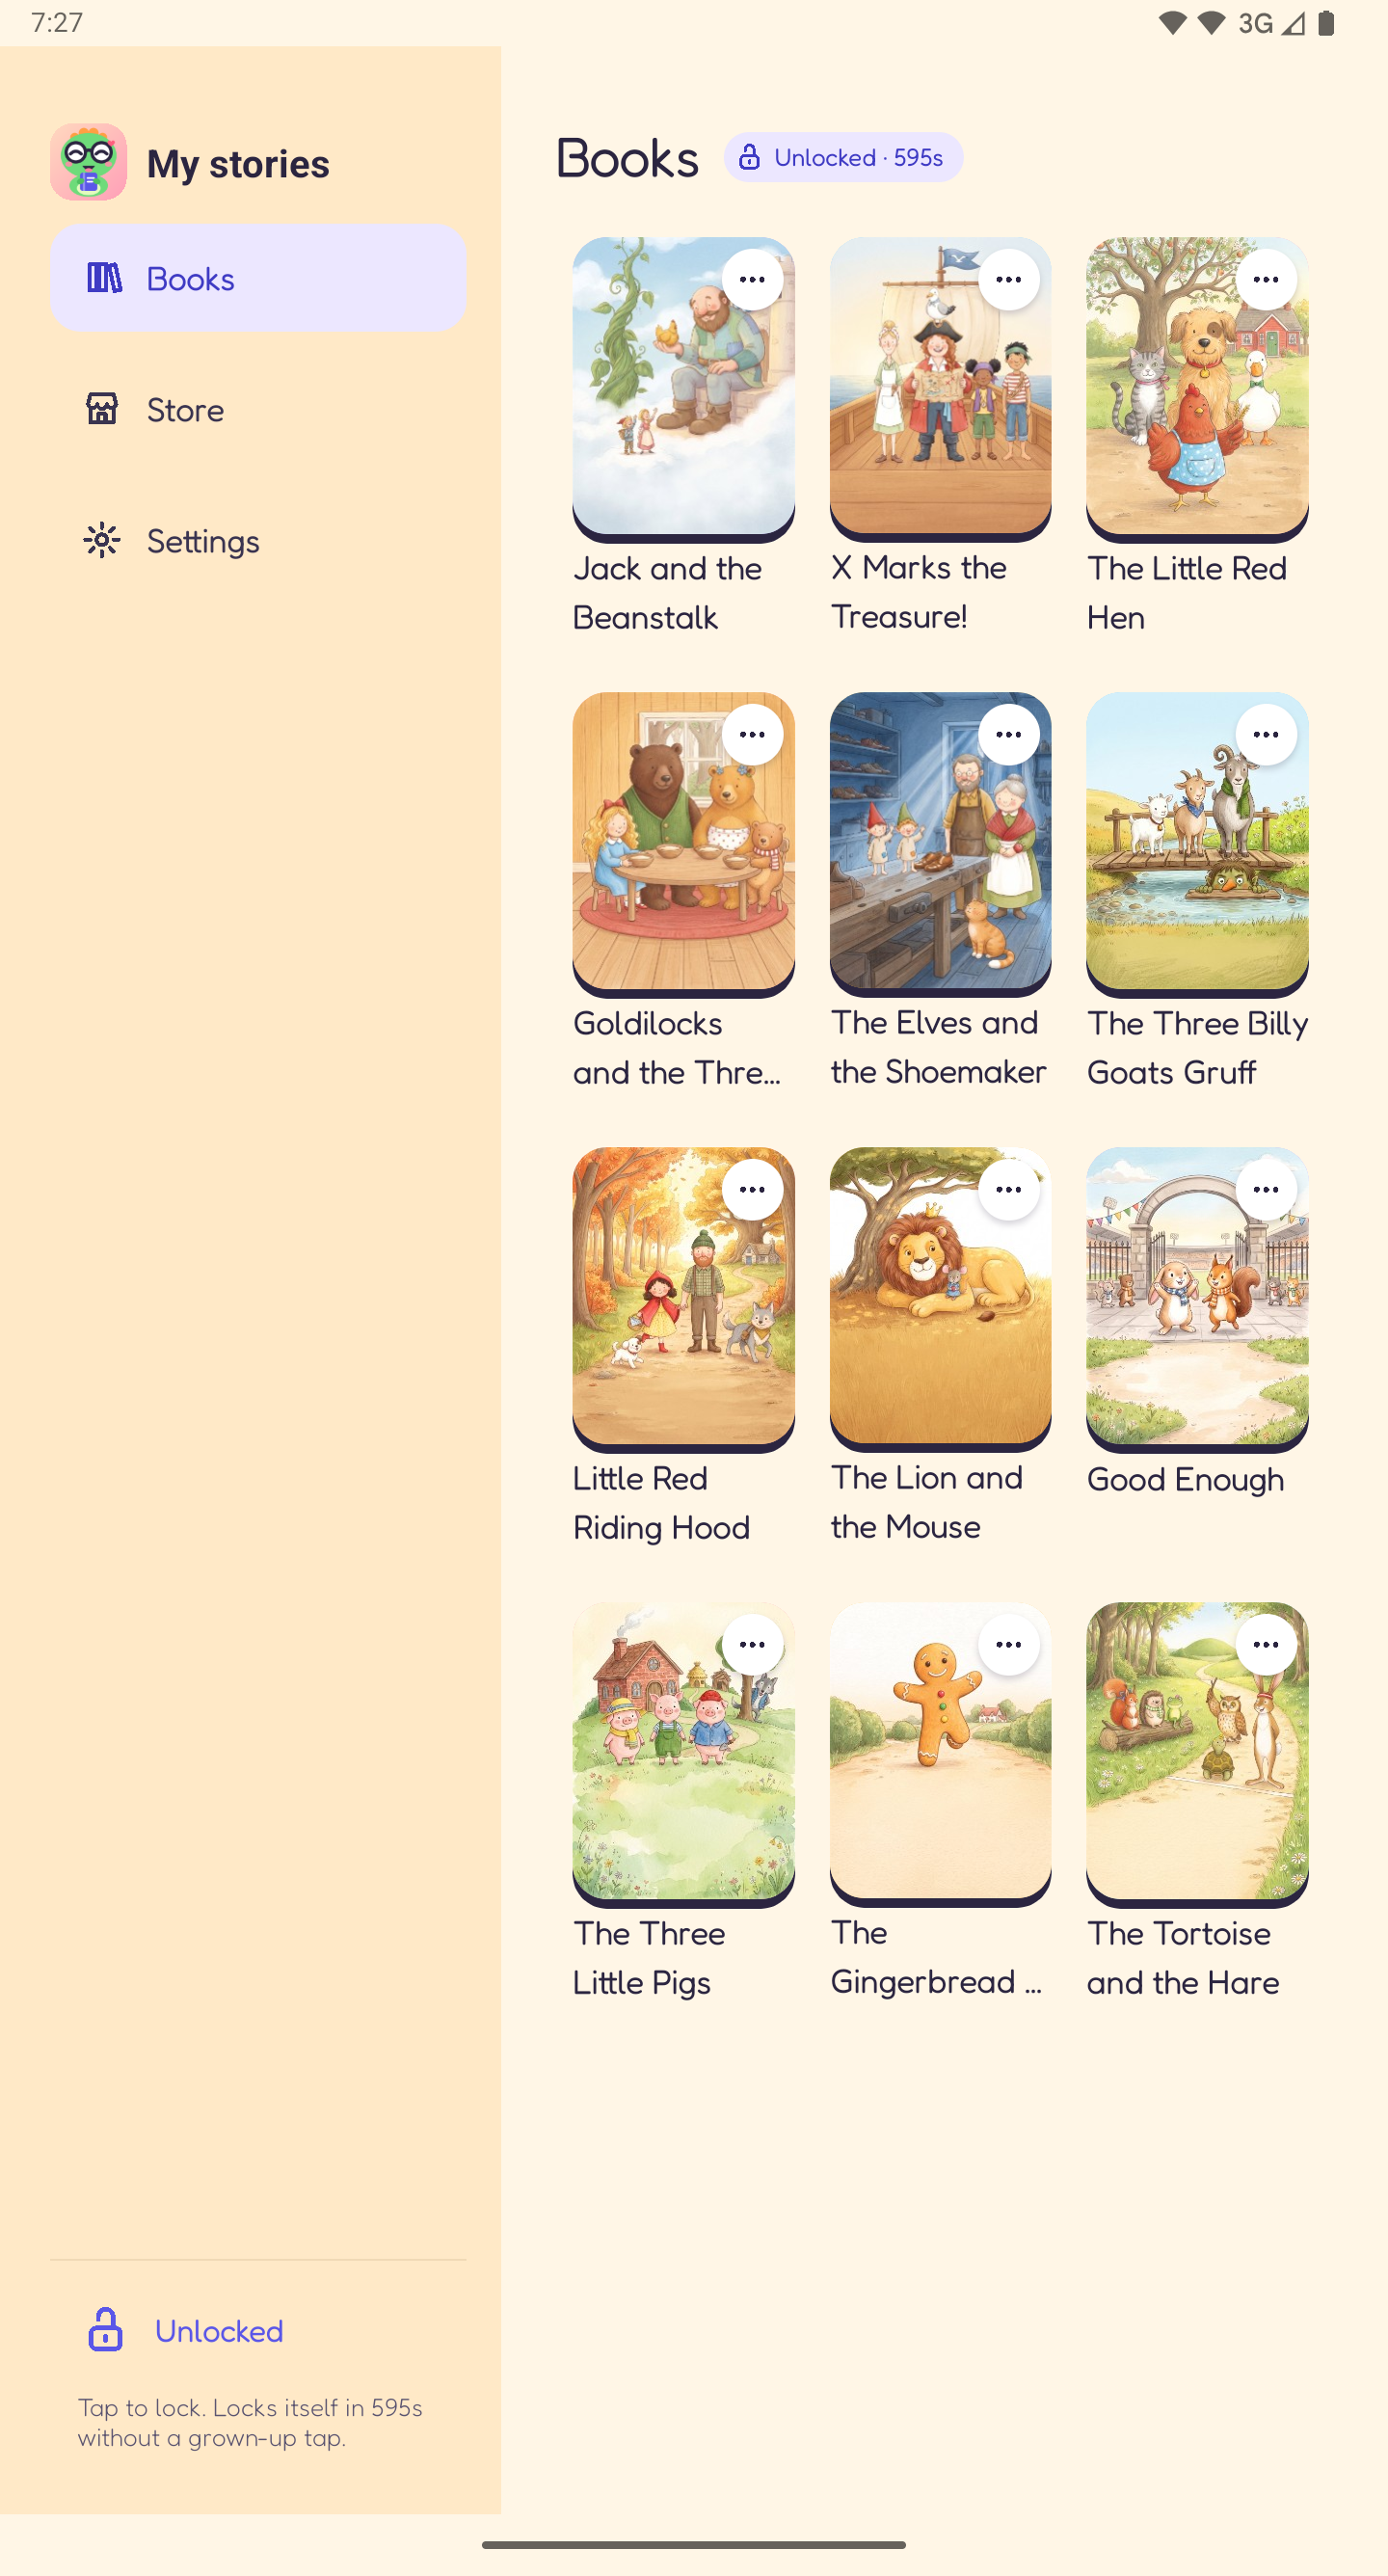 7:27
3G
My stories
Books
Store
Settings
Books
Unlocked · 595s
Jack and the
Beanstalk
X Marks the
Treasure!
The Little Red
Hen
Goldilocks
and the Thre...
The Elves and
the Shoemaker
The Three Billy
Goats Gruff
Little Red
Riding Hood
The Lion and
the Mouse
Good Enough
The Three
Little Pigs
The
Gingerbread ...
The Tortoise
and the Hare
Unlocked
Tap to lock. Locks itself in 595s
without a grown-up tap.